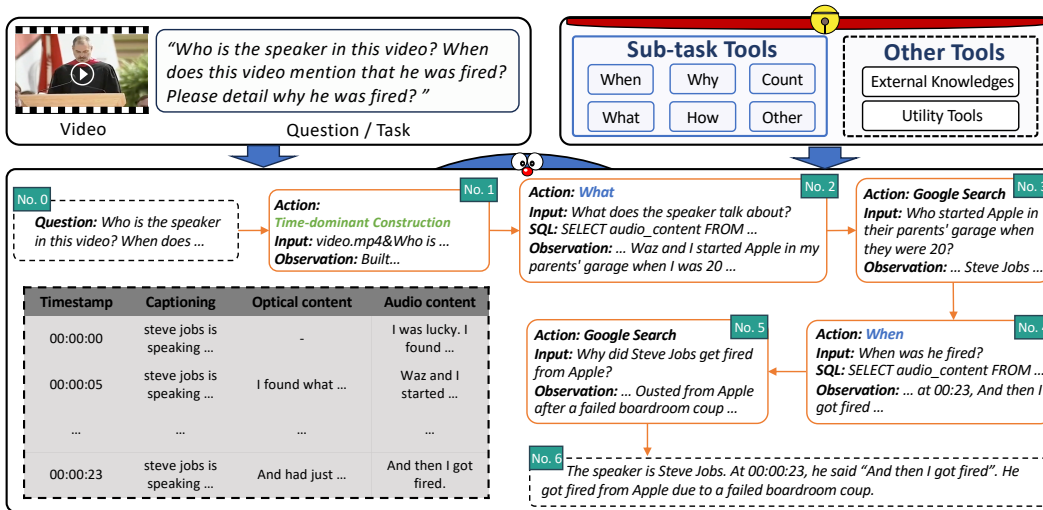 “Who is the speaker in this video? When
does this video mention that he was fired?
Please detail why he was fired? ”
Video
Question / Task
Sub-task Tools
When
Why
Count
What
How
Other
Other Tools
External Knowledges
Utility Tools
No. 0
Question: Who is the speaker
in this video? When does ...
No. 1
Action:
Time-dominant Construction
Input: video.mp4&Who is ...
Observation: Built...
No. 2
Action: What
Input: What does the speaker talk about?
SQL: SELECT audio_content FROM ...
Observation: ... Waz and I started Apple in my
parents' garage when I was 20 ...
No. 3
Action: Google Search
Input: Who started Apple in
their parents' garage when
they were 20?
Observation: ... Steve Jobs ...
No. 4
Action: When
Input: When was he fired?
SQL: SELECT audio_content FROM ...
Observation: ... at 00:23, And then I
got fired ...
No. 5
Action: Google Search
Input: Why did Steve Jobs get fired
from Apple?
Observation: ... Ousted from Apple
after a failed boardroom coup ...
Timestamp Captioning Optical content Audio content
00:00:00 steve jobs is speaking ... - I was lucky. I found ...
00:00:05 steve jobs is speaking ... I found what ... Waz and I started ...
... ... ... ...
00:00:23 steve jobs is speaking ... And had just ... And then I got fired.
No. 6
The speaker is Steve Jobs. At 00:00:23, he said “And then I got fired”. He
got fired from Apple due to a failed boardroom coup.